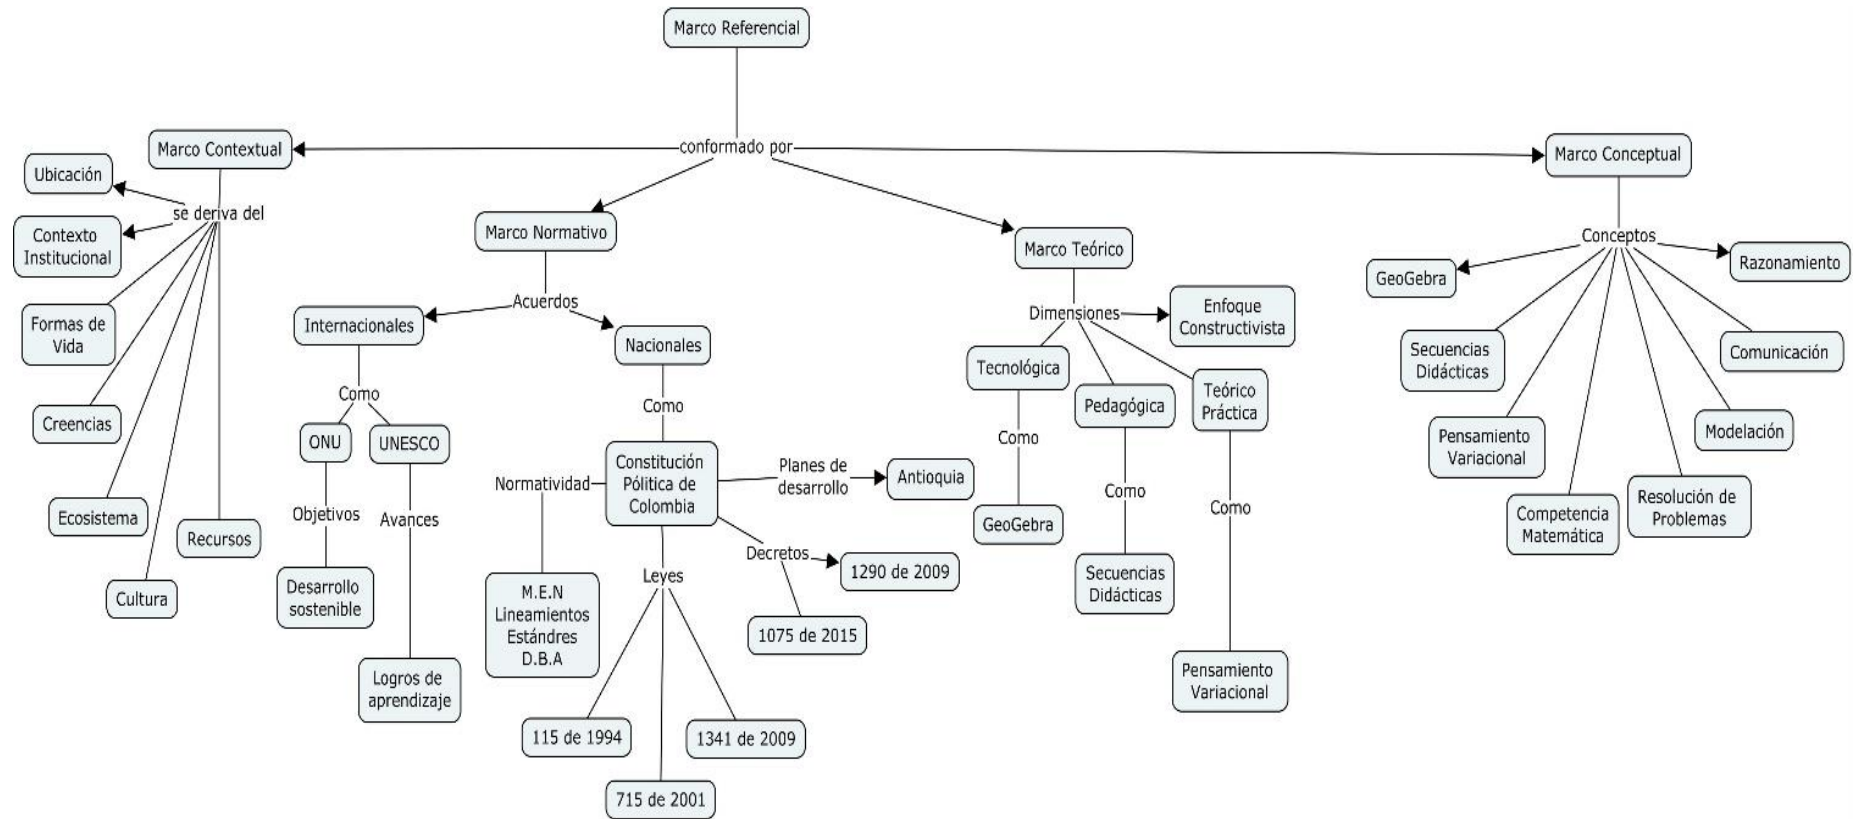 Marco Referencial
conformado por
Marco Contextual
se deriva del
Ubicación
Contexto
Institucional
Formas de
Vida
Creencias
Ecosistema
Cultura
Recursos
Marco Normativo
Acuerdos
Internacionales
Como
ONU
Objetivos
Desarrollo
sostenible
UNESCO
Avances
Logros de
aprendizaje
Nacionales
Como
Constitución
Pólitica de
Colombia
Normatividad
M.E.N
Lineamientos
Estándres
D.B.A
Leyes
115 de 1994
715 de 2001
1341 de 2009
Decretos
1075 de 2015
1290 de 2009
Planes de
desarrollo
Antioquia
Marco Teórico
Dimensiones
Tecnológica
Como
GeoGebra
Pedagógica
Como
Secuencias
Didácticas
Teórico
Práctica
Como
Pensamiento
Variacional
Enfoque
Constructivista
Marco Conceptual
Conceptos
GeoGebra
Secuencias
Didácticas
Pensamiento
Variacional
Competencia
Matemática
Resolución de
Problemas
Modelación
Comunicación
Razonamiento